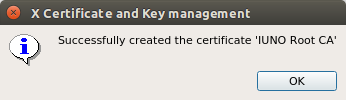 X Certificate and Key management
Successfully created the certificate 'IUNO Root CA'
OK